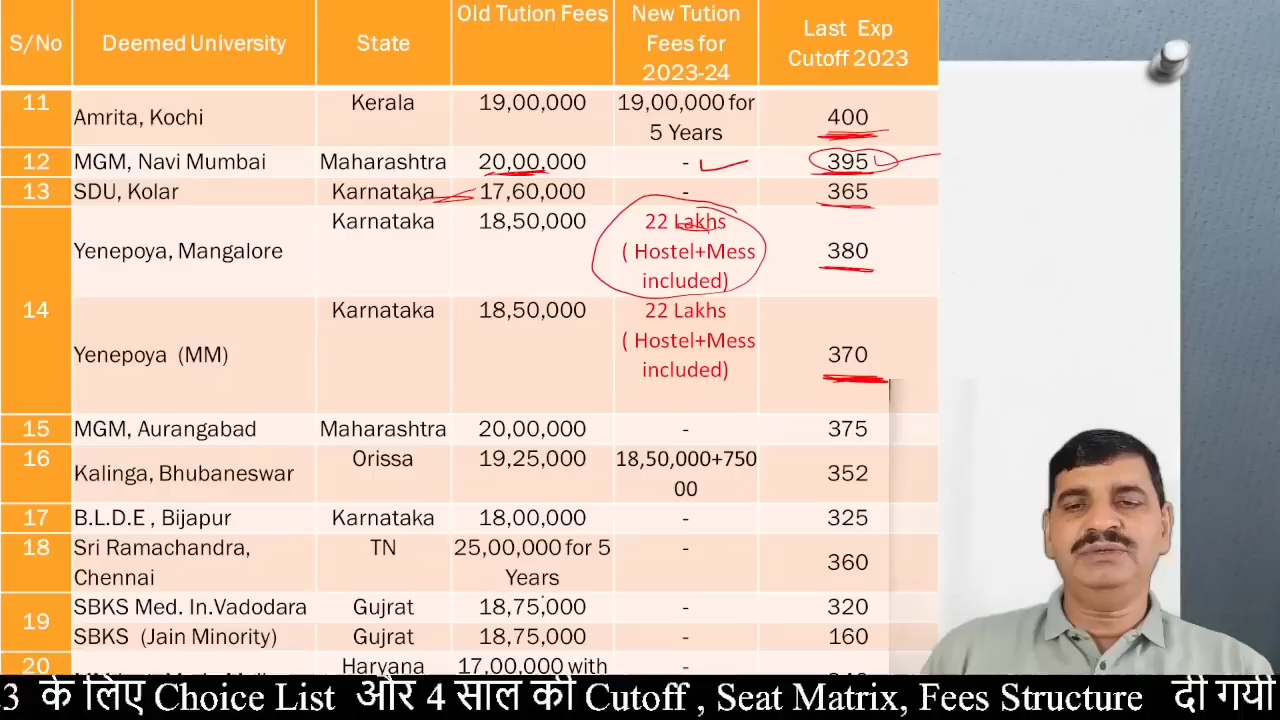 S/No Deemed University State Old Tution Fees New Tution Fees for 2023-24 Last Exp Cutoff 2023
11 Amrita, Kochi Kerala 19,00,000 19,00,000 for 5 Years 400
12 MGM, Navi Mumbai Maharashtra 20,00,000 - 395
13 SDU, Kolar Karnataka 17,60,000 - 365
14 Yenepoya, Mangalore Karnataka 18,50,000 22 Lakhs ( Hostel+Mess included) 380
Yenepoya (MM) Karnataka 18,50,000 22 Lakhs ( Hostel+Mess included) 370
15 MGM, Aurangabad Maharashtra 20,00,000 - 375
16 Kalinga, Bhubaneswar Orissa 19,25,000 18,50,000+75000 352
17 B.L.D.E , Bijapur Karnataka 18,00,000 - 325
18 Sri Ramachandra, Chennai TN 25,00,000 for 5 Years - 360
19 SBKS Med. In.Vadodara Gujrat 18,75,000 - 320
SBKS (Jain Minority) Gujrat 18,75,000 - 160
20 Haryana 17,00,000 with -
.3 के लिए Choice List और 4 साल की Cutoff , Seat Matrix, Fees Structure दी गयी